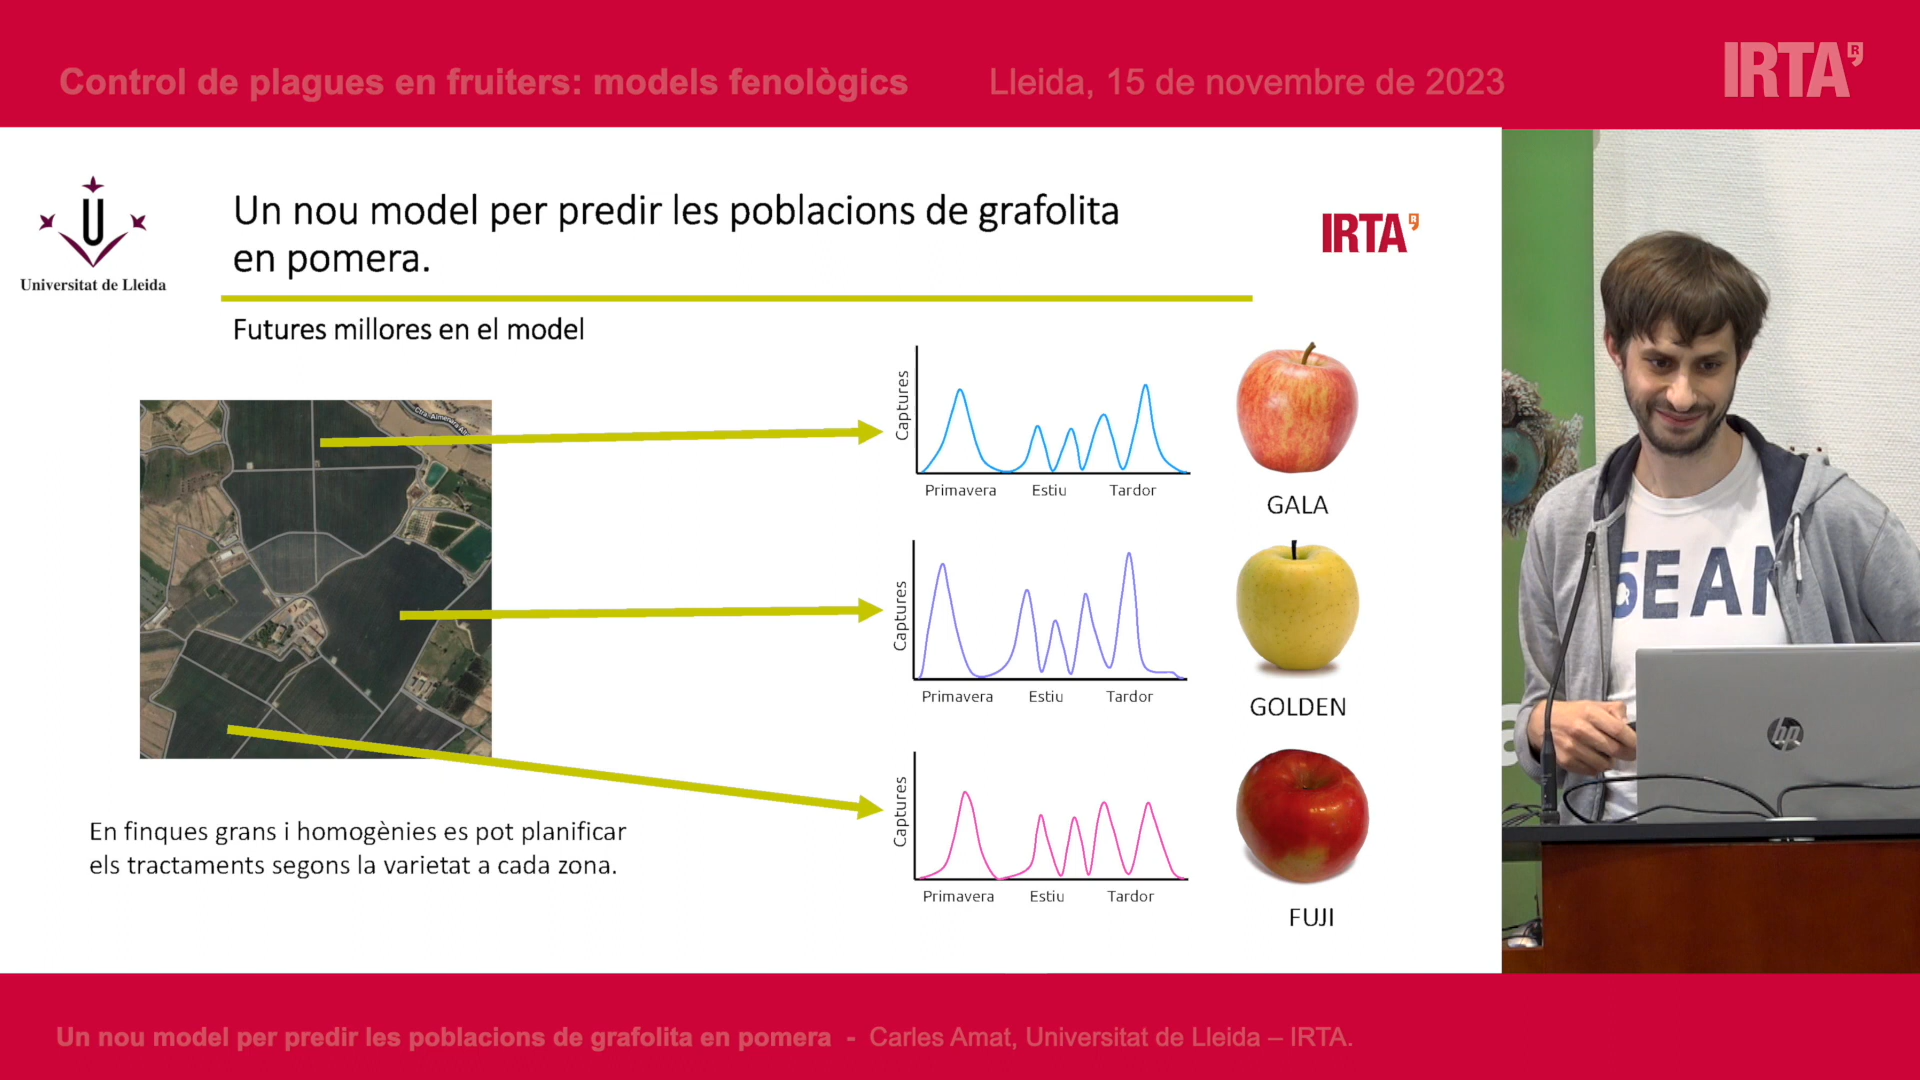 Control de plagues en fruiters: models fenològics
Lleida, 15 de novembre de 2023
IRTA R
Universitat de Lleida
Un nou model per predir les poblacions de grafolita
en pomera.
IRTA R
Futures millores en el model
Captures
Primavera Estiu Tardor
GALA
Captures
Primavera Estiu Tardor
GOLDEN
Captures
Primavera Estiu Tardor
FUJI
En finques grans i homogènies es pot planificar
els tractaments segons la varietat a cada zona.
hp
Un nou model per predir les poblacions de grafolita en pomera - Carles Amat, Universitat de Lleida – IRTA.